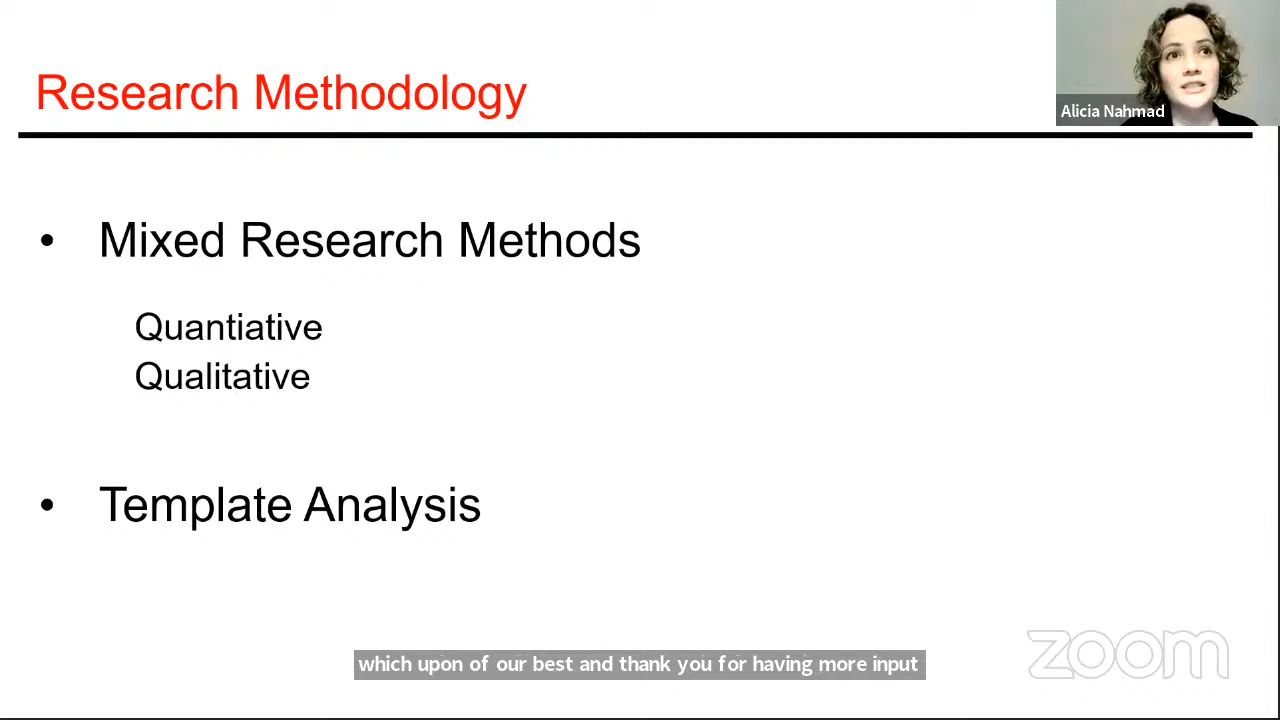 Research Methodology
Alicia Nahmad
• Mixed Research Methods
Quantiative
Qualitative
• Template Analysis
which upon of our best and thank you for having more input
zoom